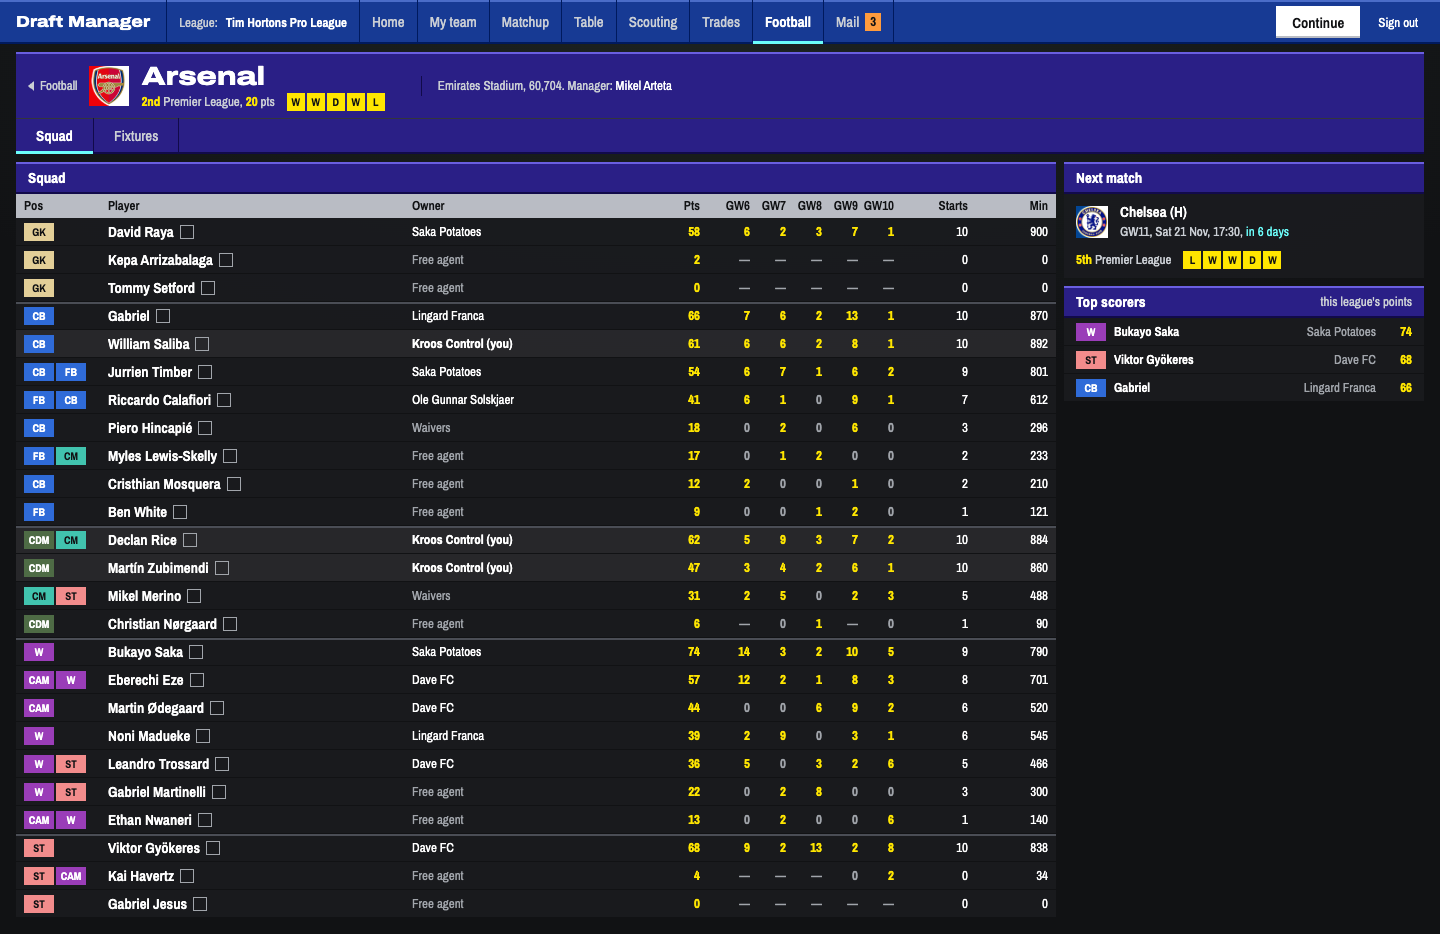 Draft Manager League: Tim Hortons Pro League Home My team Matchup Table Scouting Trades Football Mail 3 Continue Sign out
Football Arsenal
2nd Premier League, 20 pts W W D W L
Emirates Stadium, 60,704. Manager: Mikel Arteta
Squad Fixtures
Squad
Pos Player Owner Pts GW6 GW7 GW8 GW9 GW10 Starts Min
GK David Raya Saka Potatoes 58 6 2 3 7 1 10 900
GK Kepa Arrizabalaga Free agent 2 — — — — — 0 0
GK Tommy Setford Free agent 0 — — — — — 0 0
CB Gabriel Lingard Franca 66 7 6 2 13 1 10 870
CB William Saliba Kroos Control (you) 61 6 6 2 8 1 10 892
CB FB Jurrien Timber Saka Potatoes 54 6 7 1 6 2 9 801
FB CB Riccardo Calafiori Ole Gunnar Solskjaer 41 6 1 0 9 1 7 612
CB Piero Hincapié Waivers 18 0 2 0 6 0 3 296
FB CM Myles Lewis-Skelly Free agent 17 0 1 2 0 0 2 233
CB Cristhian Mosquera Free agent 12 2 0 0 1 0 2 210
FB Ben White Free agent 9 0 0 1 2 0 1 121
CDM CM Declan Rice Kroos Control (you) 62 5 9 3 7 2 10 884
CDM Martín Zubimendi Kroos Control (you) 47 3 4 2 6 1 10 860
CM ST Mikel Merino Waivers 31 2 5 0 2 3 5 488
CDM Christian Nørgaard Free agent 6 — 0 1 — 0 1 90
W Bukayo Saka Saka Potatoes 74 14 3 2 10 5 9 790
CAM W Eberechi Eze Dave FC 57 12 2 1 8 3 8 701
CAM Martin Ødegaard Dave FC 44 0 0 6 9 2 6 520
W Noni Madueke Lingard Franca 39 2 9 0 3 1 6 545
W ST Leandro Trossard Dave FC 36 5 0 3 2 6 5 466
W ST Gabriel Martinelli Free agent 22 0 2 8 0 0 3 300
CAM W Ethan Nwaneri Free agent 13 0 2 0 0 6 1 140
ST Viktor Gyökeres Dave FC 68 9 2 13 2 8 10 838
ST CAM Kai Havertz Free agent 4 — — — 0 2 0 34
ST Gabriel Jesus Free agent 0 — — — — — 0 0
Next match
Chelsea (H)
GW11, Sat 21 Nov, 17:30, in 6 days
5th Premier League L W W D W
Top scorers this league's points
W Bukayo Saka Saka Potatoes 74
ST Viktor Gyökeres Dave FC 68
CB Gabriel Lingard Franca 66